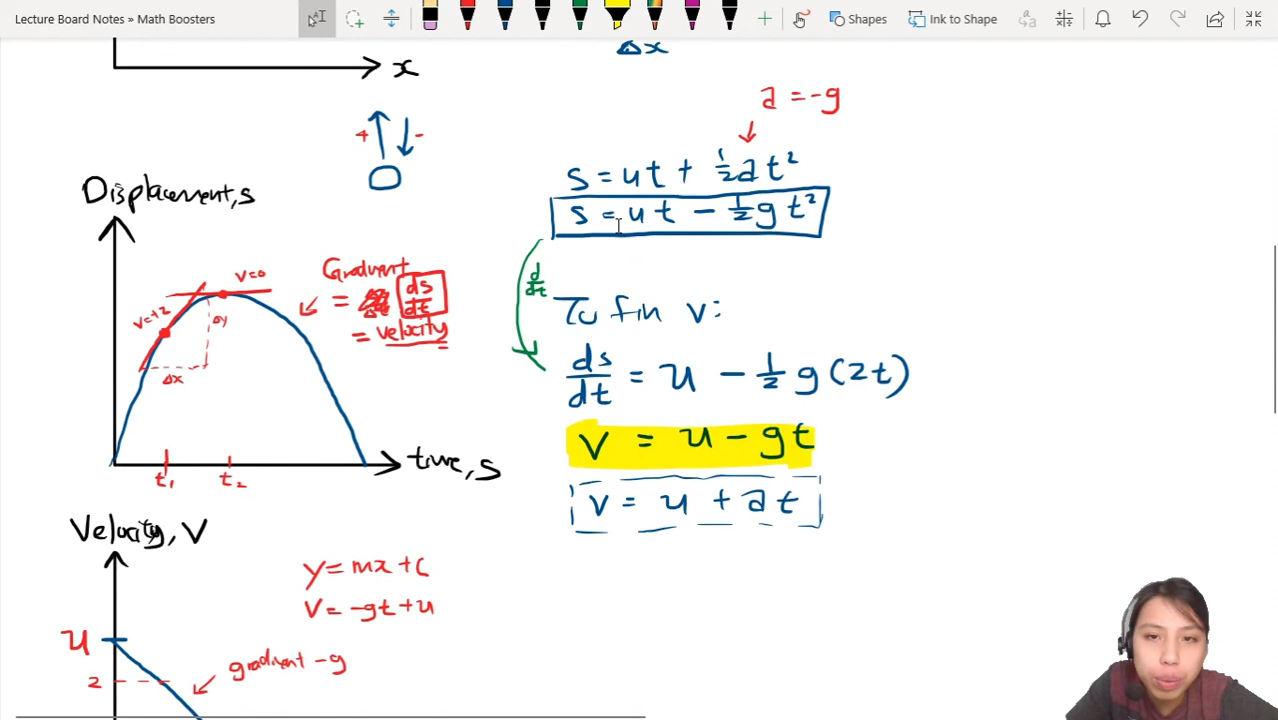 Lecture Board Notes » Math Boosters
Shapes
Ink to Shape
Δx
x
a = -g
+
-
s = ut + ½at²
Displacement, s
s = ut - ½gt²
v=0
Gradient
= ds/dt
= velocity
v=+2
Δy
Δx
d/dt
To fin v:
ds/dt = u - ½g(2t)
v = u - gt
time, s
t₁
t₂
v = u + at
Velocity, V
y = mx + c
v = -gt + u
u
gradient -g
2